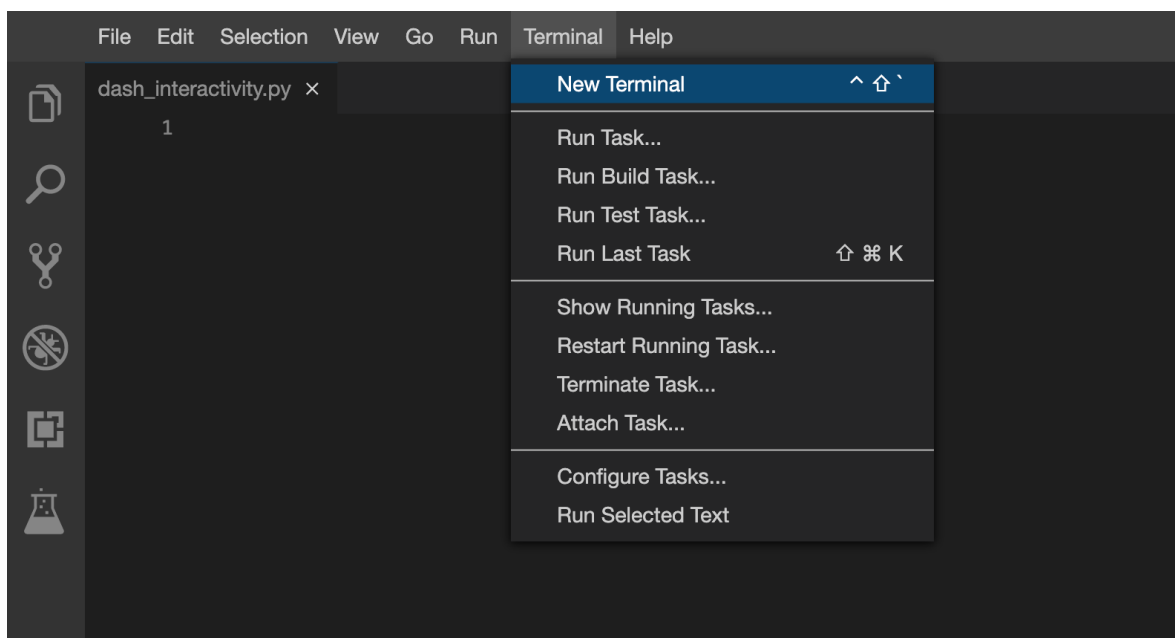 File Edit Selection View Go Run Terminal Help
dash_interactivity.py ×
1
New Terminal ^ ⇧ `
Run Task...
Run Build Task...
Run Test Task...
Run Last Task ⇧ ⌘ K
Show Running Tasks...
Restart Running Task...
Terminate Task...
Attach Task...
Configure Tasks...
Run Selected Text